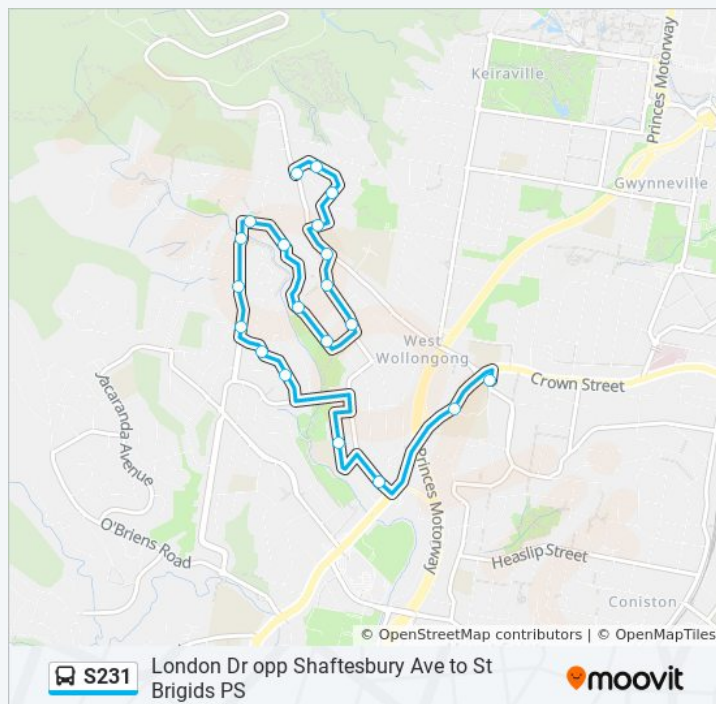 Keiraville
Princes Motorway
Gwynneville
West
Wollongong
Crown Street
Jacaranda Avenue
Princes Motorway
O'Briens Road
Heaslip Street
Coniston
© OpenStreetMap contributors | © OpenMapTiles
S231
London Dr opp Shaftesbury Ave to St
Brigids PS
moovit